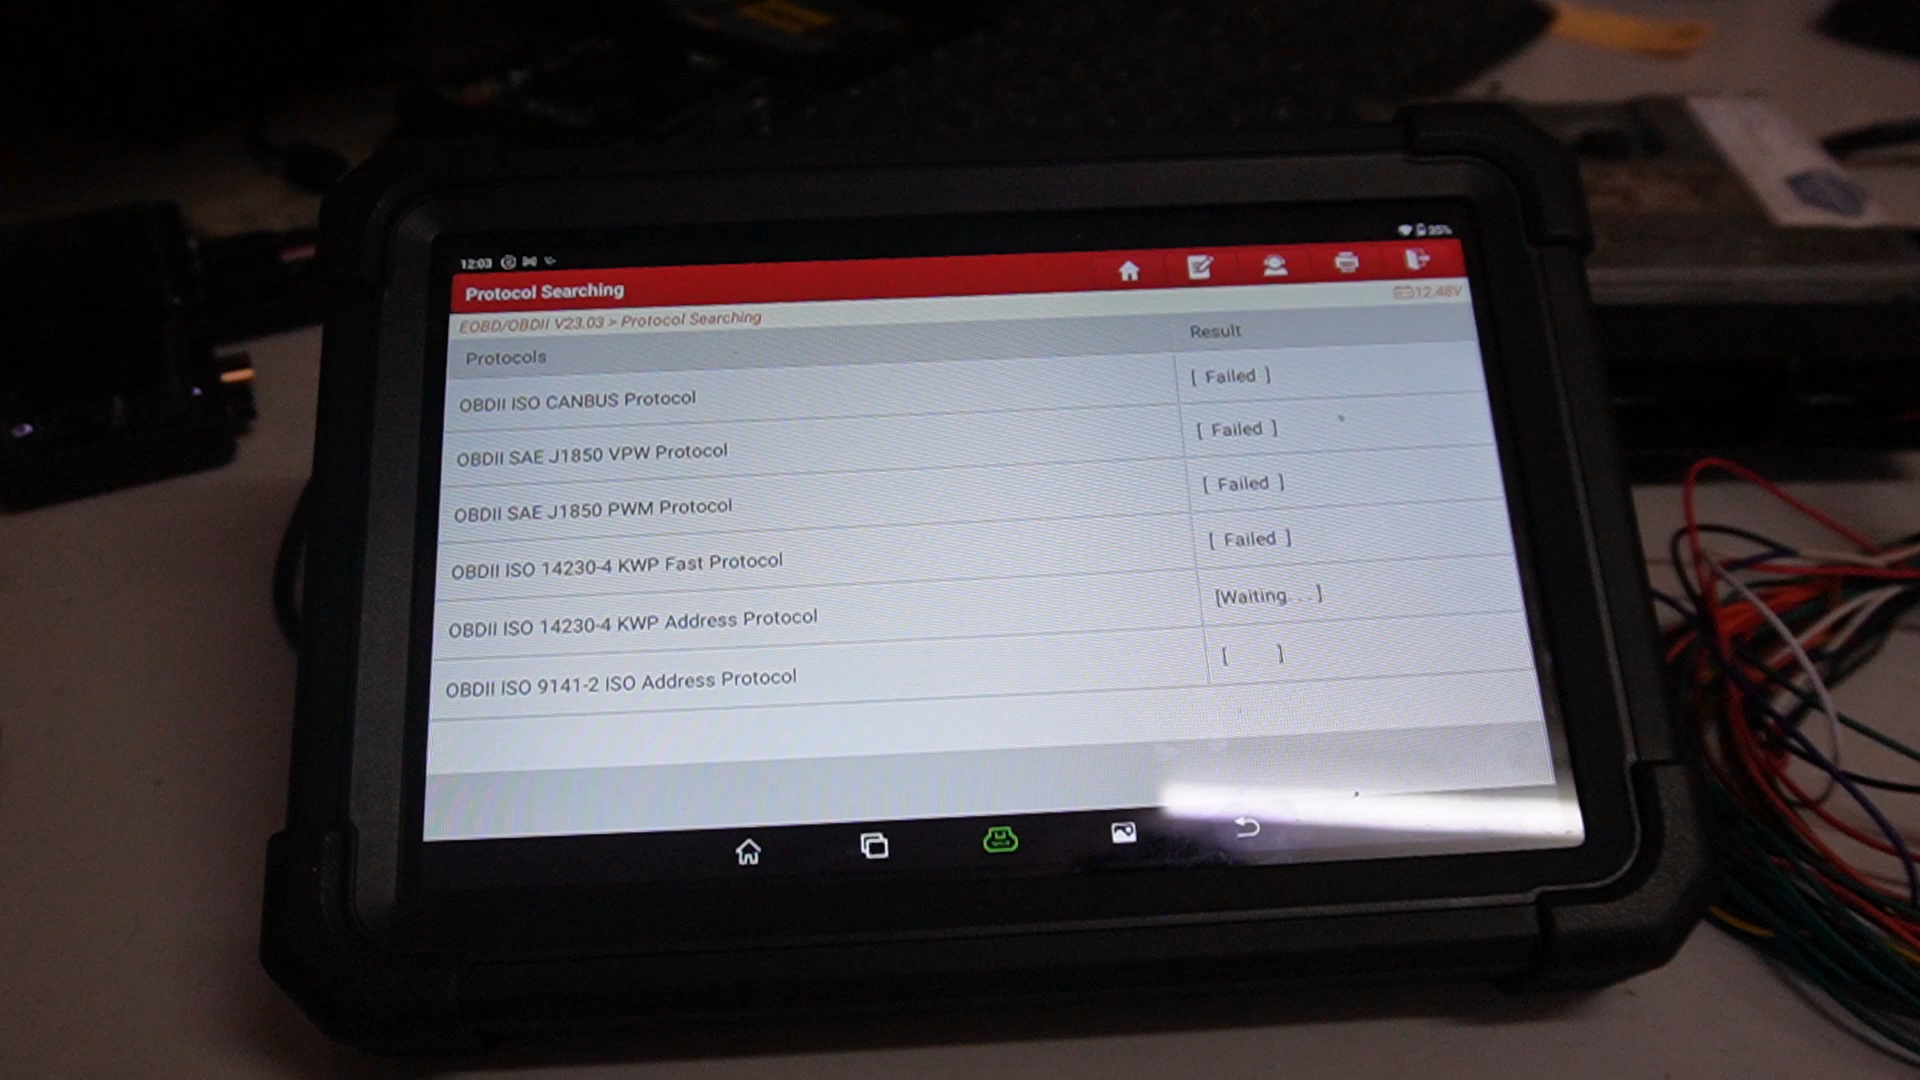 12:03
35%
Protocol Searching
EOBD/OBDII V23.03 > Protocol Searching
12.48V
Protocols Result
OBDII ISO CANBUS Protocol [ Failed ]
OBDII SAE J1850 VPW Protocol [ Failed ]
OBDII SAE J1850 PWM Protocol [ Failed ]
OBDII ISO 14230-4 KWP Fast Protocol [ Failed ]
OBDII ISO 14230-4 KWP Address Protocol [Waiting...]
OBDII ISO 9141-2 ISO Address Protocol [ ]